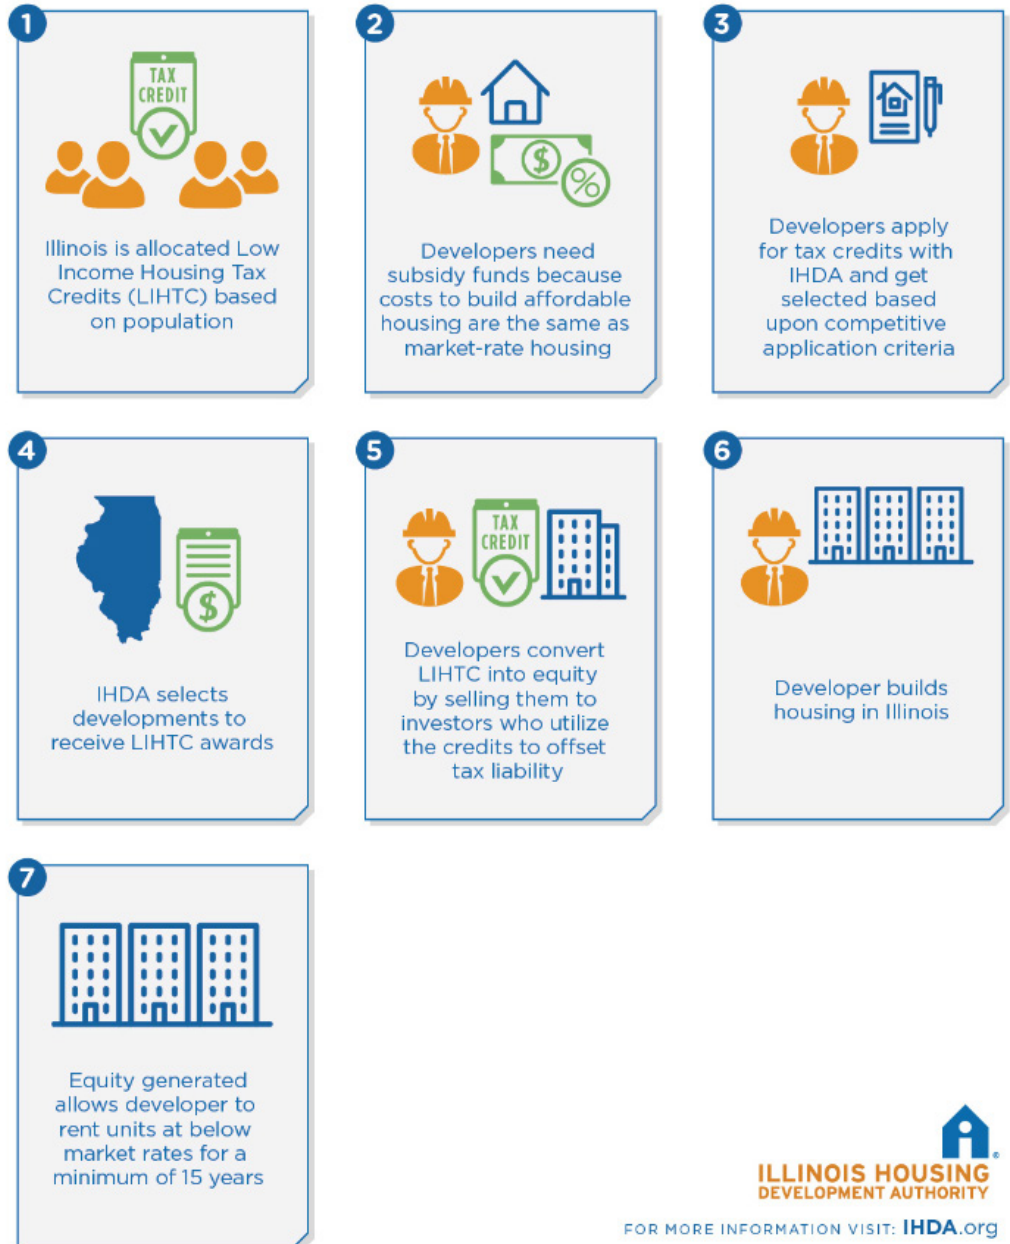 1
TAX
CREDIT
Illinois is allocated Low
Income Housing Tax
Credits (LIHTC) based
on population
2
$
%
Developers need
subsidy funds because
costs to build affordable
housing are the same as
market-rate housing
3
Developers apply
for tax credits with
IHDA and get
selected based
upon competitive
application criteria
4
$
IHDA selects
developments to
receive LIHTC awards
5
TAX
CREDIT
Developers convert
LIHTC into equity
by selling them to
investors who utilize
the credits to offset
tax liability
6
Developer builds
housing in Illinois
7
Equity generated
allows developer to
rent units at below
market rates for a
minimum of 15 years
ILLINOIS HOUSING
DEVELOPMENT AUTHORITY
FOR MORE INFORMATION VISIT: IHDA.org